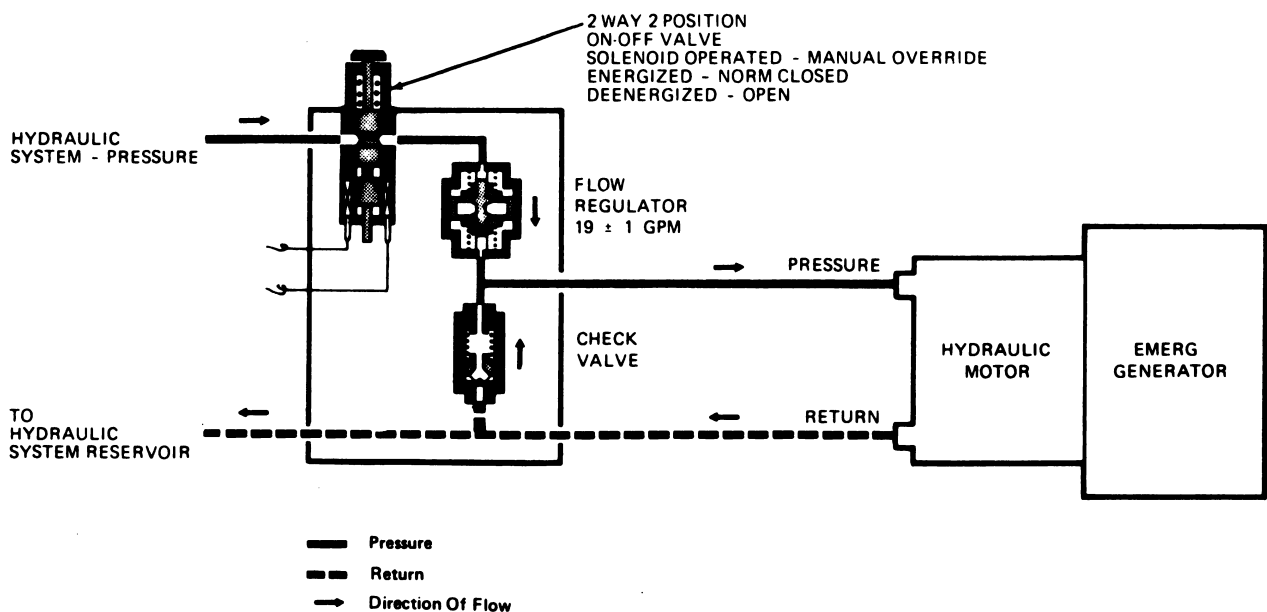 2 WAY 2 POSITION
ON-OFF VALVE
SOLENOID OPERATED - MANUAL OVERRIDE
ENERGIZED - NORM CLOSED
DEENERGIZED - OPEN
HYDRAULIC
SYSTEM - PRESSURE
FLOW
REGULATOR
19 ± 1 GPM
PRESSURE
CHECK
VALVE
HYDRAULIC
MOTOR
EMERG
GENERATOR
TO
HYDRAULIC
SYSTEM RESERVOIR
RETURN
Pressure
Return
Direction Of Flow